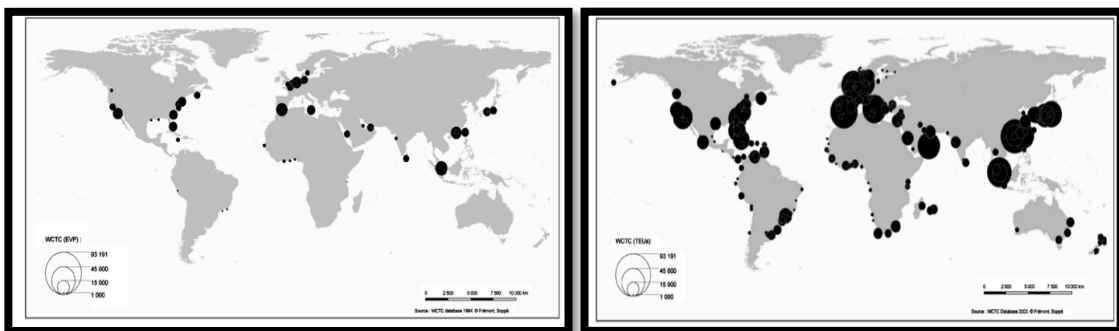 WCTC (EVP) :
93 191
45 000
15 000
1 000
0 2 500 5 000 7 500 10 000 km
Source : WCTC database 1994. © Frémont, Soppé
WCTC (TEUs)
93 191
45 000
15 000
1 000
0 2 500 5 000 7 500 10 000 km
Source : WCTC Database 2003. © Frémont, Soppé.